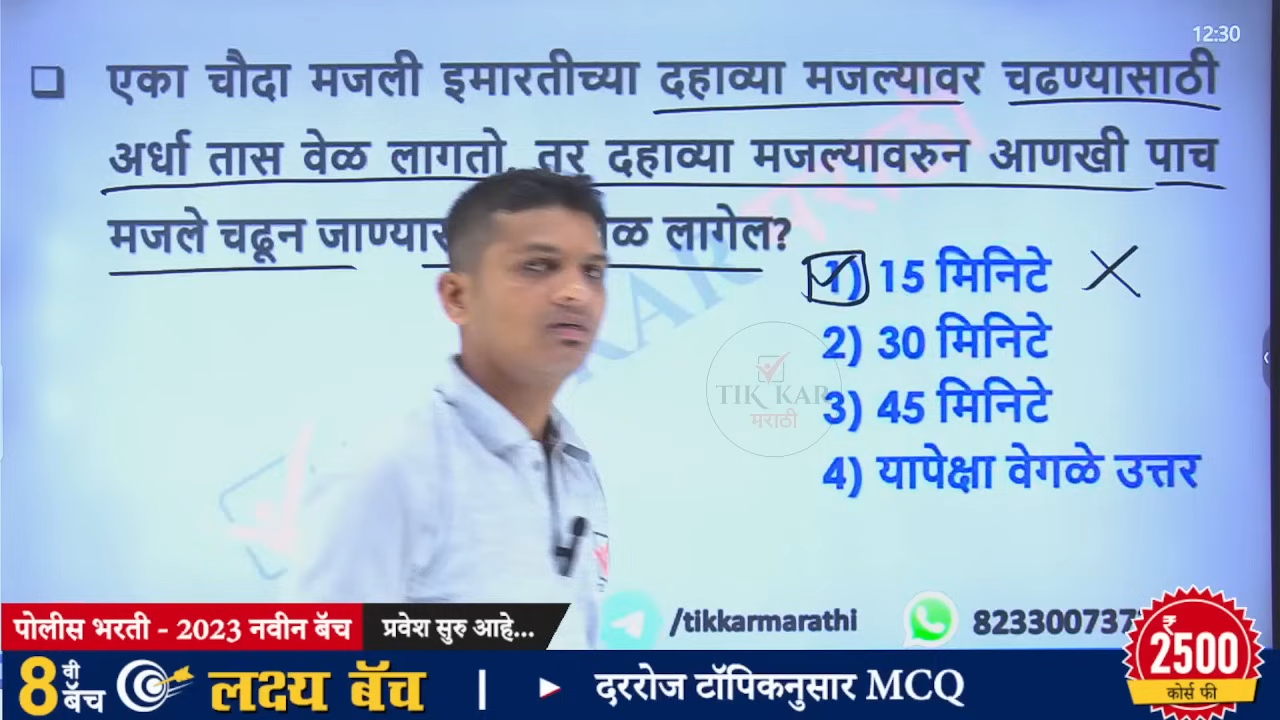 12:30
❑ एका चौदा मजली इमारतीच्या दहाव्या मजल्यावर चढण्यासाठी
अर्धा तास वेळ लागतो. तर दहाव्या मजल्यावरुन आणखी पाच
मजले चढून लागेल?
1) 15 मिनिटे
2) 30 मिनिटे
3) 45 मिनिटे
4) यापेक्षा वेगळे उत्तर
TIK KAR
मराठी
/tikkarmarathi
823300737
पोलीस भरती - 2023 नवीन बॅच प्रवेश सुरु आहे...
₹
2500
कोर्स फी
8 वी बॅच लक्ष्य बॅच | ► दररोज टॉपिकनुसार MCQ